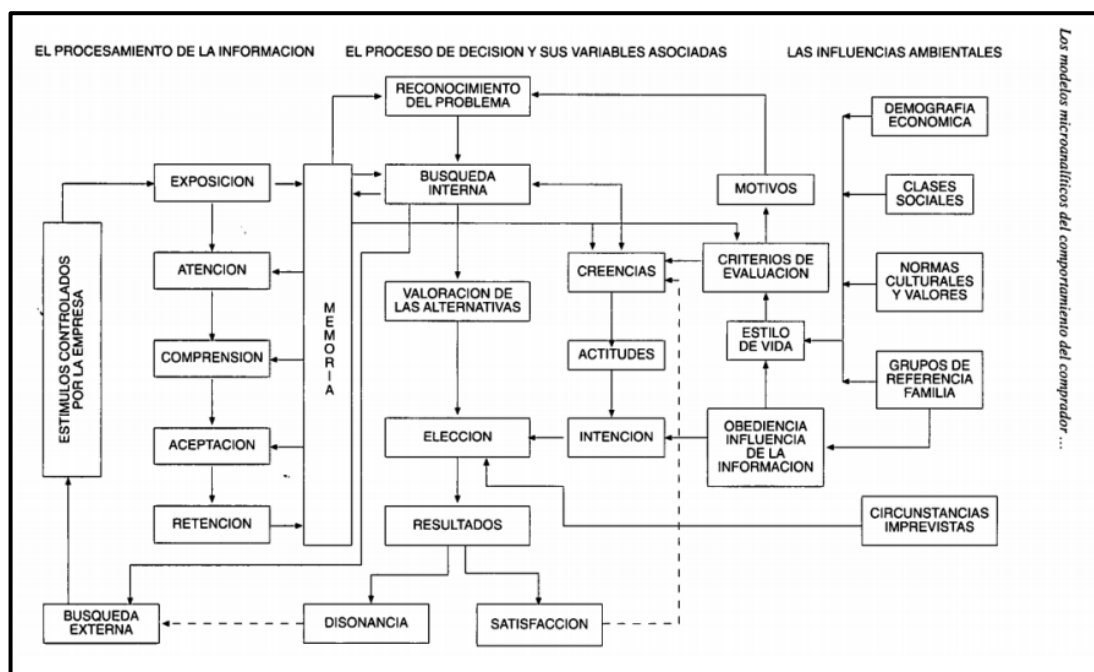 EL PROCESAMIENTO DE LA INFORMACION
EL PROCESO DE DECISION Y SUS VARIABLES ASOCIADAS
LAS INFLUENCIAS AMBIENTALES
ESTIMULOS CONTROLADOS
POR LA EMPRESA
EXPOSICION
ATENCION
COMPRENSION
ACEPTACION
RETENCION
BUSQUEDA
EXTERNA
MEMORIA
RECONOCIMIENTO
DEL PROBLEMA
BUSQUEDA
INTERNA
VALORACION DE
LAS ALTERNATIVAS
ELECCION
RESULTADOS
DISONANCIA
SATISFACCION
CREENCIAS
ACTITUDES
INTENCION
MOTIVOS
CRITERIOS DE
EVALUACION
ESTILO
DE VIDA
OBEDIENCIA
INFLUENCIA
DE LA
INFORMACION
DEMOGRAFIA
ECONOMICA
CLASES
SOCIALES
NORMAS
CULTURALES
Y VALORES
GRUPOS DE
REFERENCIA
FAMILIA
CIRCUNSTANCIAS
IMPREVISTAS
Los modelos microanalíticos del comportamiento del comprador ...